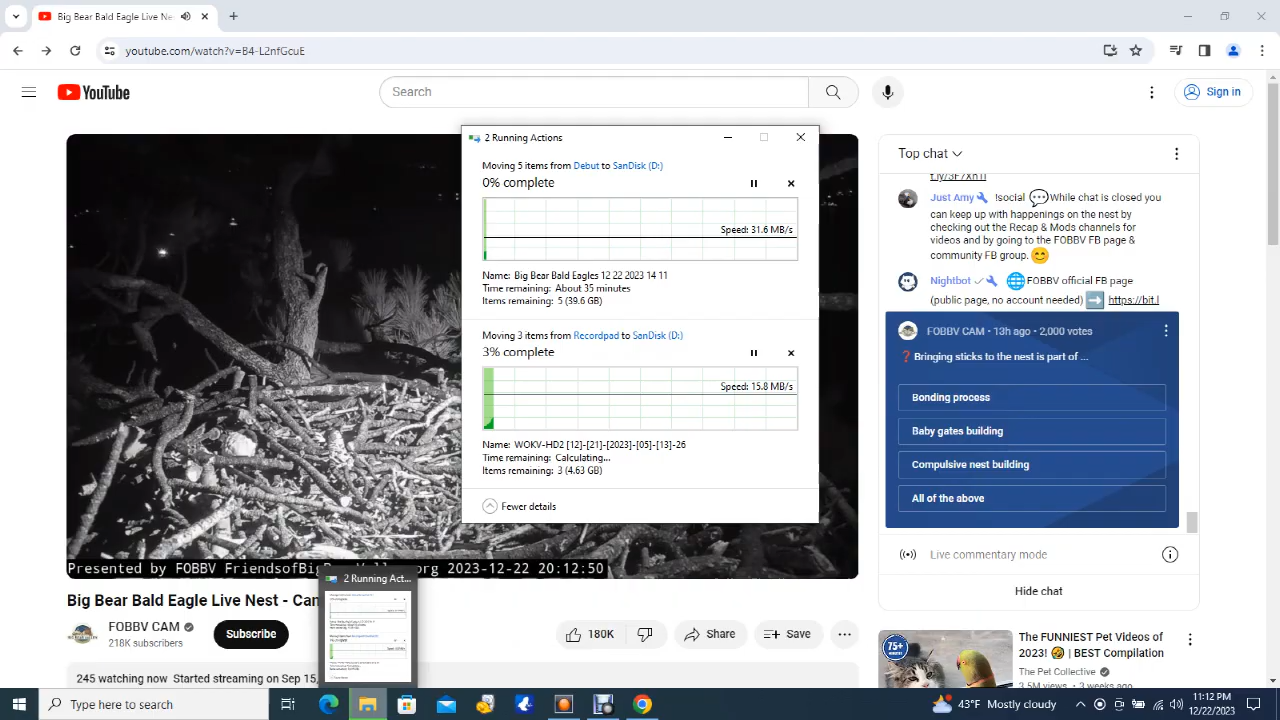 Big Bear Bald Eagle Live Ne
youtube.com/watch?v=B4-L2nfGcuE
YouTube
Search
Sign in
2 Running Actions
Moving 5 items from Debut to SanDisk (D:)
0% complete
Speed: 31.6 MB/s
Name: Big Bear Bald Eagles 12 22 2023 14 11
Time remaining: About 35 minutes
Items remaining: 5 (39.6 GB)
Moving 3 items from Recordpad to SanDisk (D:)
3% complete
Speed: 15.8 MB/s
Name: WOKV-HD2 [12]-[21]-[2023]-[05]-[13]-26
Time remaining: Calculating...
Items remaining: 3 (4.63 GB)
Fewer details
Top chat
Just Amy !social While chat is closed you
can keep up with happenings on the nest by
checking out the Recap & Mods channels for
videos and by going to the FOBBV FB page &
community FB group.
Nightbot FOBBV official FB page
(public page, no account needed) https://bit.l
FOBBV CAM • 13h ago • 2,000 votes
Bringing sticks to the nest is part of ...
Bonding process
Baby gates building
Compulsive nest building
All of the above
Live commentary mode
Hide chat
Presented by FOBBV FriendsofBig
org 2023-12-22 20:12:50
2 Running Act...
Big Bear Bald Eagle Live Nest - Can
FOBBV CAM
218K subscribers
Subscribe
180K
Share
Save
watching now Started streaming on Sep 15,
75+
The FUNNIEST Pet Videos of
2023! | BEST Compilation
The Pet Collective
3.5M views • 3 weeks ago
Type here to search
43°F Mostly cloudy
11:12 PM
12/22/2023